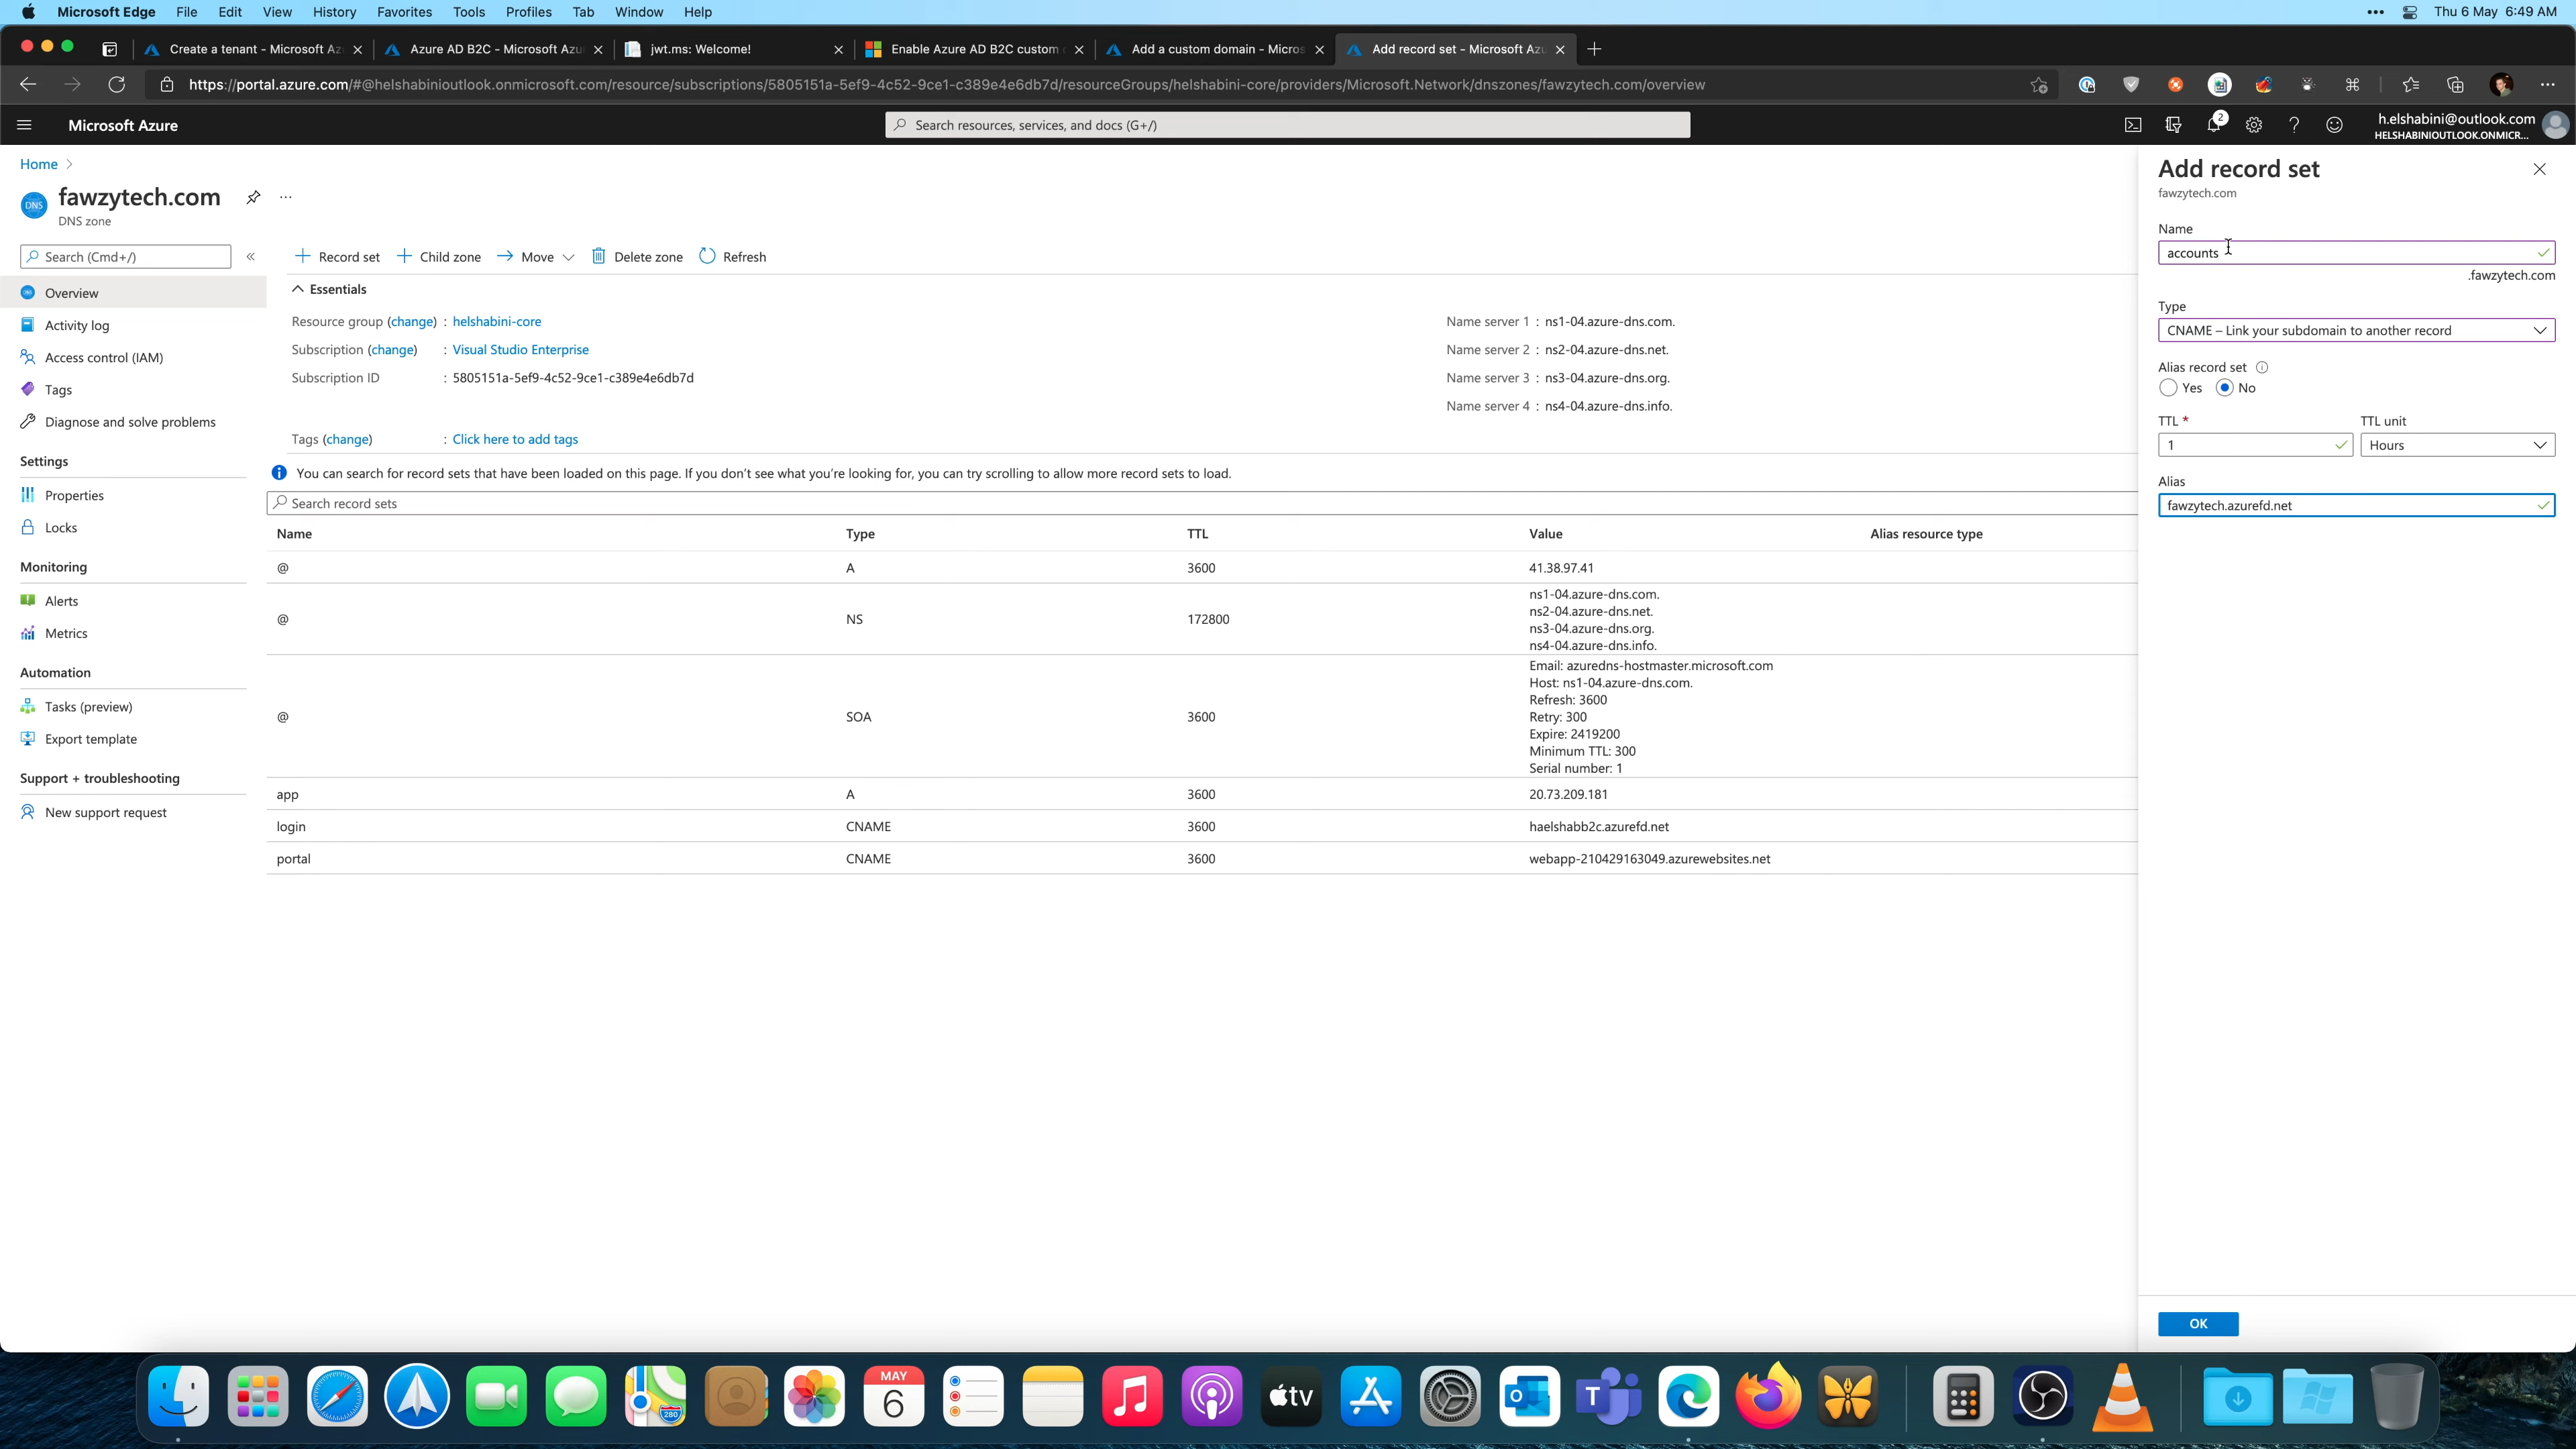 Microsoft Edge File Edit View History Favorites Tools Profiles Tab Window Help Thu 6 May 6:49 AM
Create a tenant - Microsoft Az Azure AD B2C - Microsoft Azu jwt.ms: Welcome! Enable Azure AD B2C custom Add a custom domain - Micros Add record set - Microsoft Azu
https://portal.azure.com/#@helshabinioutlook.onmicrosoft.com/resource/subscriptions/5805151a-5ef9-4c52-9ce1-c389e4e6db7d/resourceGroups/helshabini-core/providers/Microsoft.Network/dnszones/fawzytech.com/overview
Microsoft Azure Search resources, services, and docs (G+/) 2 h.elshabini@outlook.com
HELSHABINIOUTLOOK.ONMICR...
Home >
DNS fawzytech.com ...
DNS zone
Search (Cmd+/) «
Overview
Activity log
Access control (IAM)
Tags
Diagnose and solve problems
Settings
Properties
Locks
Monitoring
Alerts
Metrics
Automation
Tasks (preview)
Export template
Support + troubleshooting
New support request
Record set Child zone Move Delete zone Refresh
Essentials
Resource group (change) : helshabini-core Name server 1 : ns1-04.azure-dns.com.
Subscription (change) : Visual Studio Enterprise Name server 2 : ns2-04.azure-dns.net.
Subscription ID : 5805151a-5ef9-4c52-9ce1-c389e4e6db7d Name server 3 : ns3-04.azure-dns.org.
Name server 4 : ns4-04.azure-dns.info.
Tags (change) : Click here to add tags
You can search for record sets that have been loaded on this page. If you don't see what you're looking for, you can try scrolling to allow more record sets to load.
Search record sets
Name Type TTL Value Alias resource type
@ A 3600 41.38.97.41
@ NS 172800 ns1-04.azure-dns.com.
ns2-04.azure-dns.net.
ns3-04.azure-dns.org.
ns4-04.azure-dns.info.
@ SOA 3600 Email: azuredns-hostmaster.microsoft.com
Host: ns1-04.azure-dns.com.
Refresh: 3600
Retry: 300
Expire: 2419200
Minimum TTL: 300
Serial number: 1
app A 3600 20.73.209.181
login CNAME 3600 haelshabb2c.azurefd.net
portal CNAME 3600 webapp-210429163049.azurewebsites.net
Add record set
fawzytech.com
Name
accounts
.fawzytech.com
Type
CNAME – Link your subdomain to another record
Alias record set
Yes No
TTL * TTL unit
1 Hours
Alias
fawzytech.azurefd.net
OK
280 MAY
6 tv T